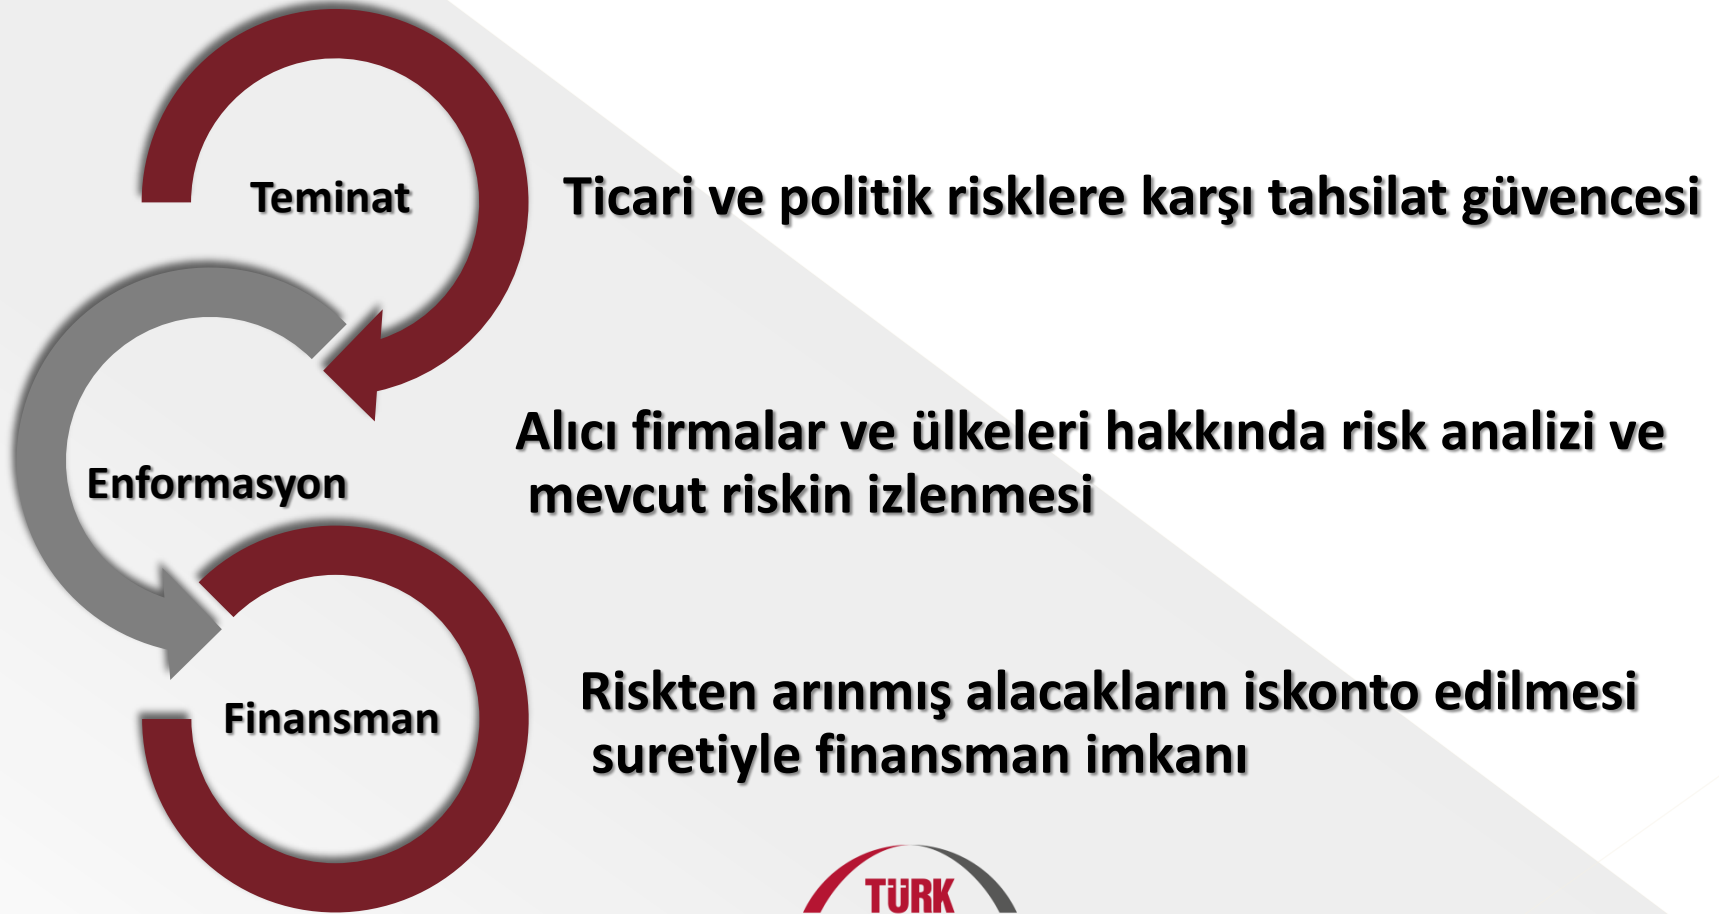 Teminat
Ticari ve politik risklere karşı tahsilat güvencesi
Enformasyon
Alıcı firmalar ve ülkeleri hakkında risk analizi ve
mevcut riskin izlenmesi
Finansman
Riskten arınmış alacakların iskonto edilmesi
suretiyle finansman imkanı
TÜRK